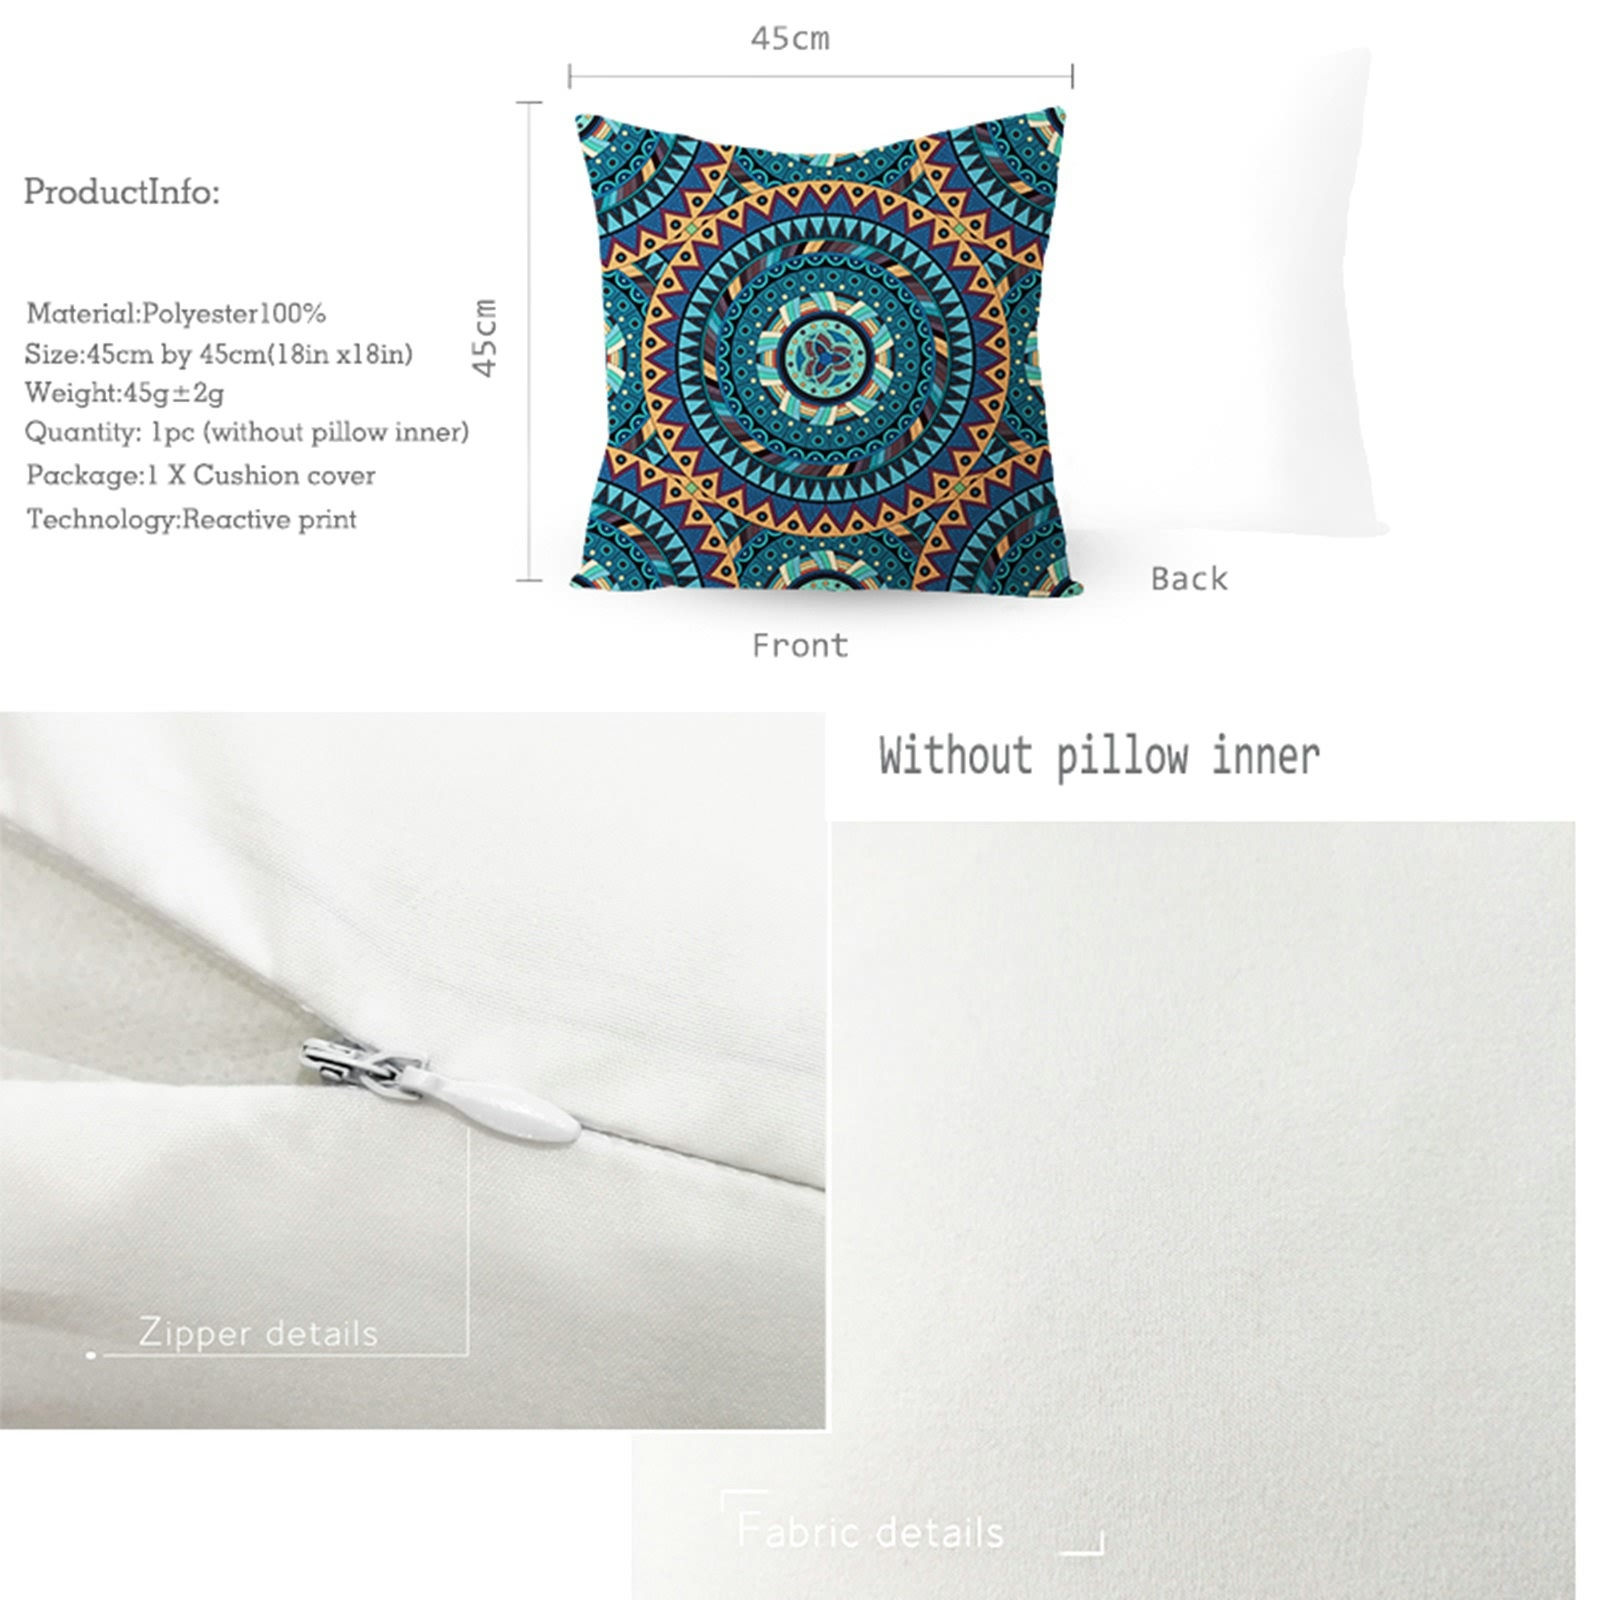 45cm
45cm
ProductInfo:
Material:Polyester100%
Size:45cm by 45cm(18in x18in)
Weight:45g±2g
Quantity: 1pc (without pillow inner)
Package:1 X Cushion cover
Technology:Reactive print
Back
Front
Without pillow inner
Zipper details
Fabric details